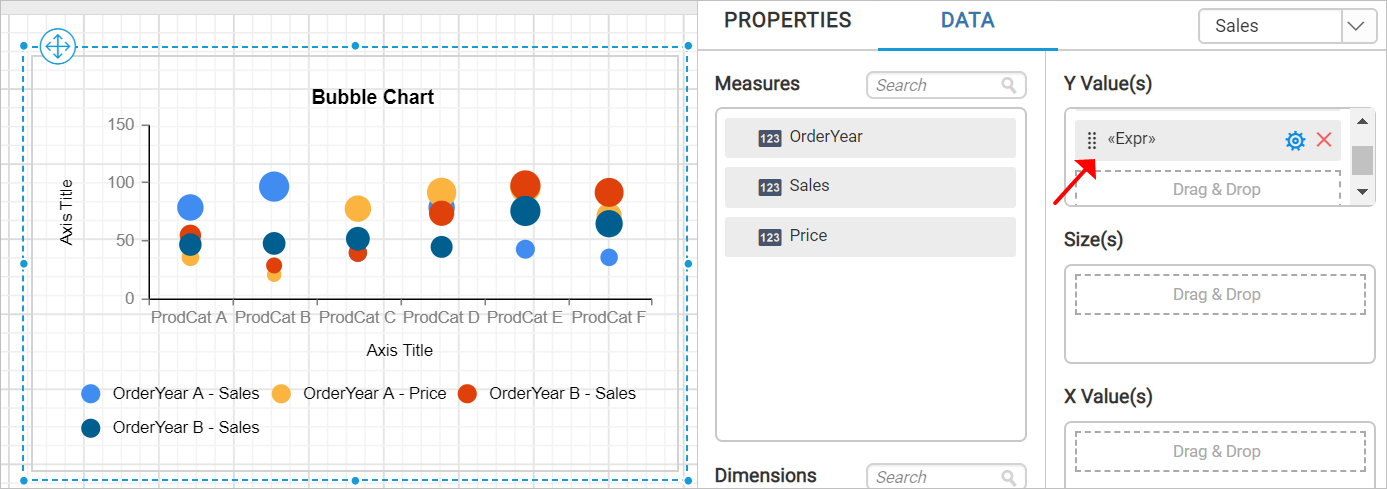 Bubble Chart
150
100
50
0
Axis Title
ProdCat A ProdCat B ProdCat C ProdCat D ProdCat E ProdCat F
Axis Title
OrderYear A - Sales OrderYear A - Price OrderYear B - Sales
OrderYear B - Sales
PROPERTIES DATA Sales
Measures Search
123 OrderYear
123 Sales
123 Price
Dimensions Search
Y Value(s)
«Expr»
Drag & Drop
Size(s)
Drag & Drop
X Value(s)
Drag & Drop